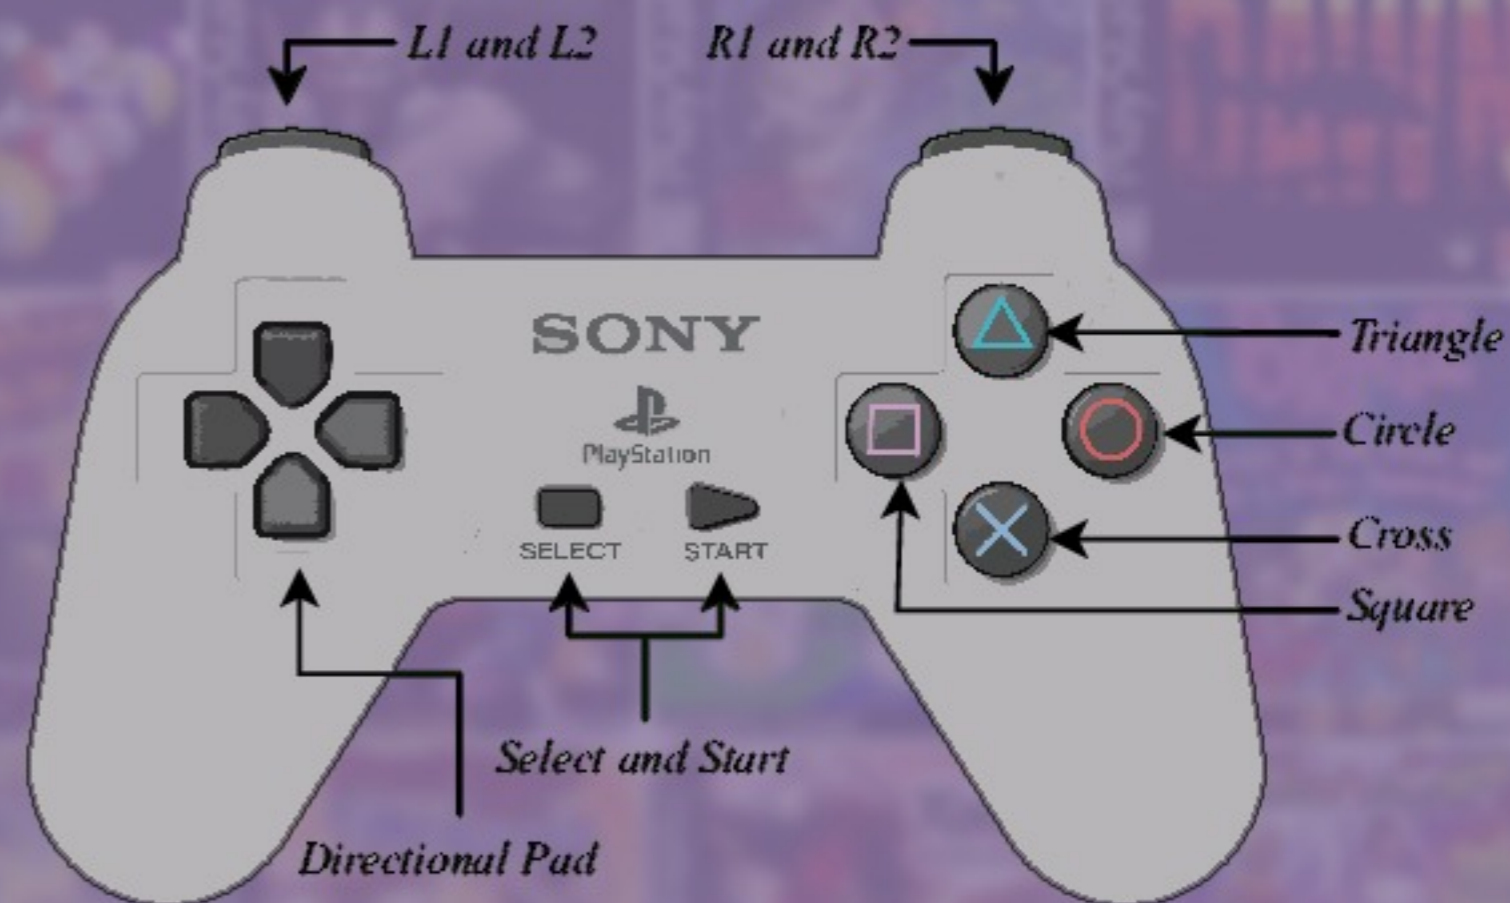 L1 and L2
R1 and R2
SONY
PlayStation
SELECT
START
Triangle
Circle
Cross
Square
Select and Start
Directional Pad